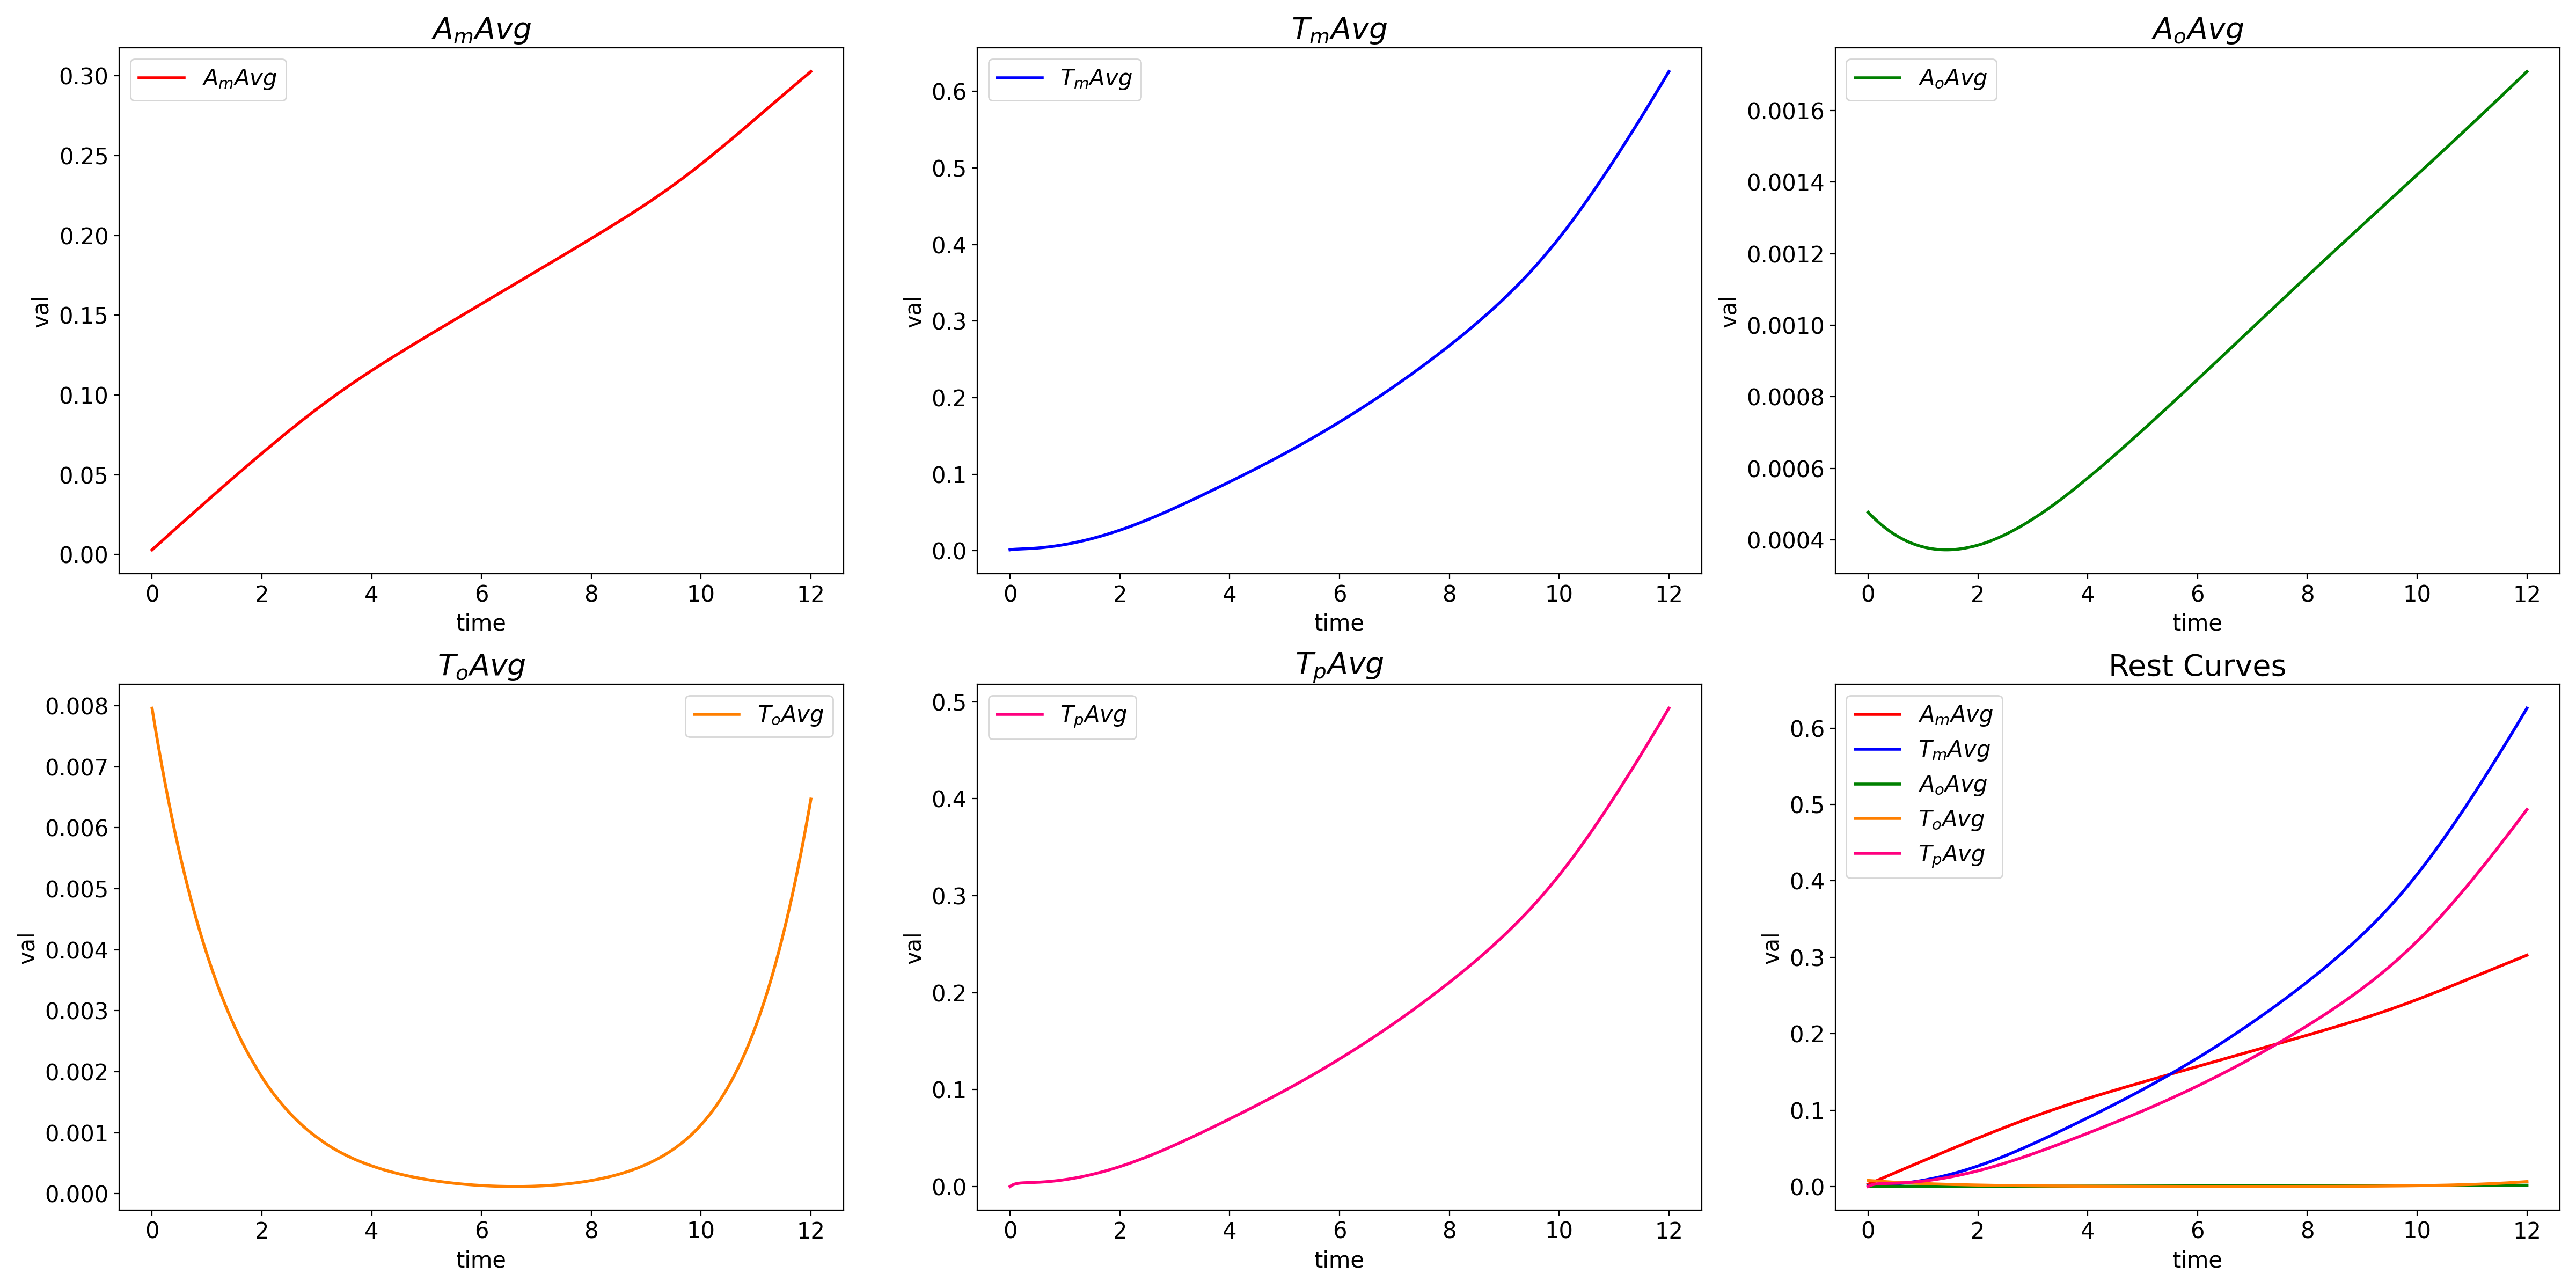 A_mAvg
A_mAvg
val
0.30
0.25
0.20
0.15
0.10
0.05
0.00
0 2 4 6 8 10 12
time
T_mAvg
T_mAvg
val
0.6
0.5
0.4
0.3
0.2
0.1
0.0
0 2 4 6 8 10 12
time
A_oAvg
A_oAvg
val
0.0016
0.0014
0.0012
0.0010
0.0008
0.0006
0.0004
0 2 4 6 8 10 12
time
T_oAvg
T_oAvg
val
0.008
0.007
0.006
0.005
0.004
0.003
0.002
0.001
0.000
0 2 4 6 8 10 12
time
T_pAvg
T_pAvg
val
0.5
0.4
0.3
0.2
0.1
0.0
0 2 4 6 8 10 12
time
Rest Curves
A_mAvg
T_mAvg
A_oAvg
T_oAvg
T_pAvg
val
0.6
0.5
0.4
0.3
0.2
0.1
0.0
0 2 4 6 8 10 12
time